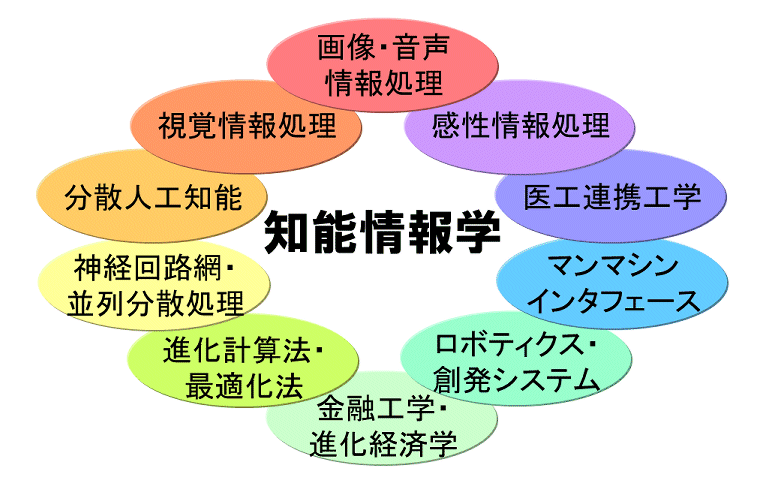 画像・音声
情報処理
視覚情報処理
感性情報処理
分散人工知能
医工連携工学
知能情報学
神経回路網・
並列分散処理
マンマシン
インタフェース
進化計算法・
最適化法
ロボティクス・
創発システム
金融工学・
進化経済学